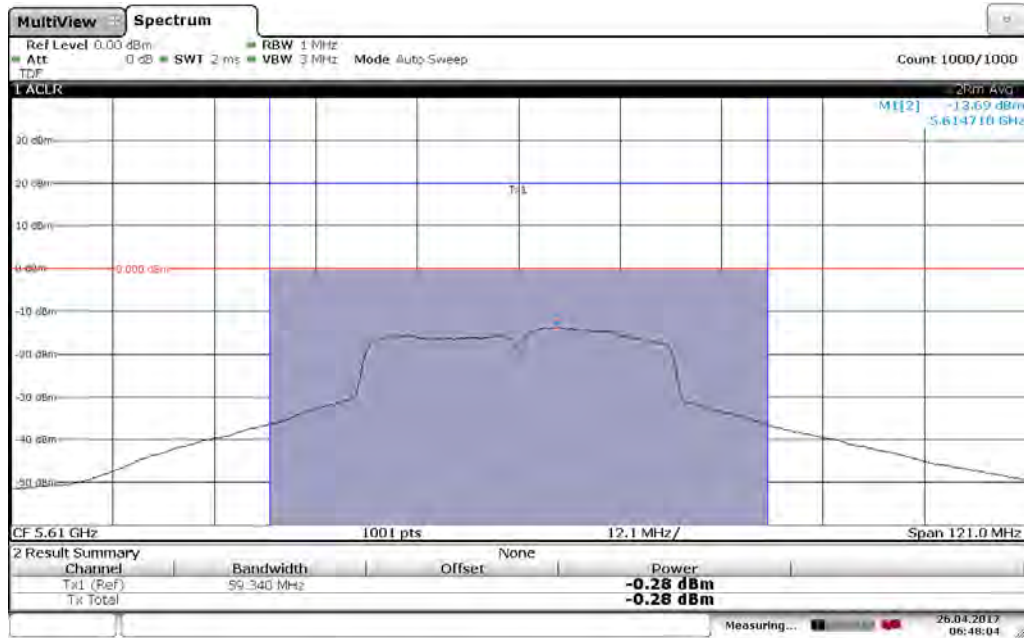 MultiView Spectrum
Ref Level 0.00 dBm RBW 1 MHz
Att 0 dB SWT 2 ms VBW 3 MHz Mode Auto Sweep Count 1000/1000
TDF
1 ACLR 2Rm Avg
M1[2] -13.69 dBm
5.614710 GHz
30 dBm
20 dBm
Tx1
10 dBm
0 dBm 0.000 dBm
-10 dBm
-20 dBm
-30 dBm
-40 dBm
-50 dBm
CF 5.61 GHz 1001 pts 12.1 MHz/ Span 121.0 MHz
2 Result Summary None
Channel Bandwidth Offset Power
Tx1 (Ref) 59.340 MHz -0.28 dBm
Tx Total -0.28 dBm
Measuring... 26.04.2017
06:48:04